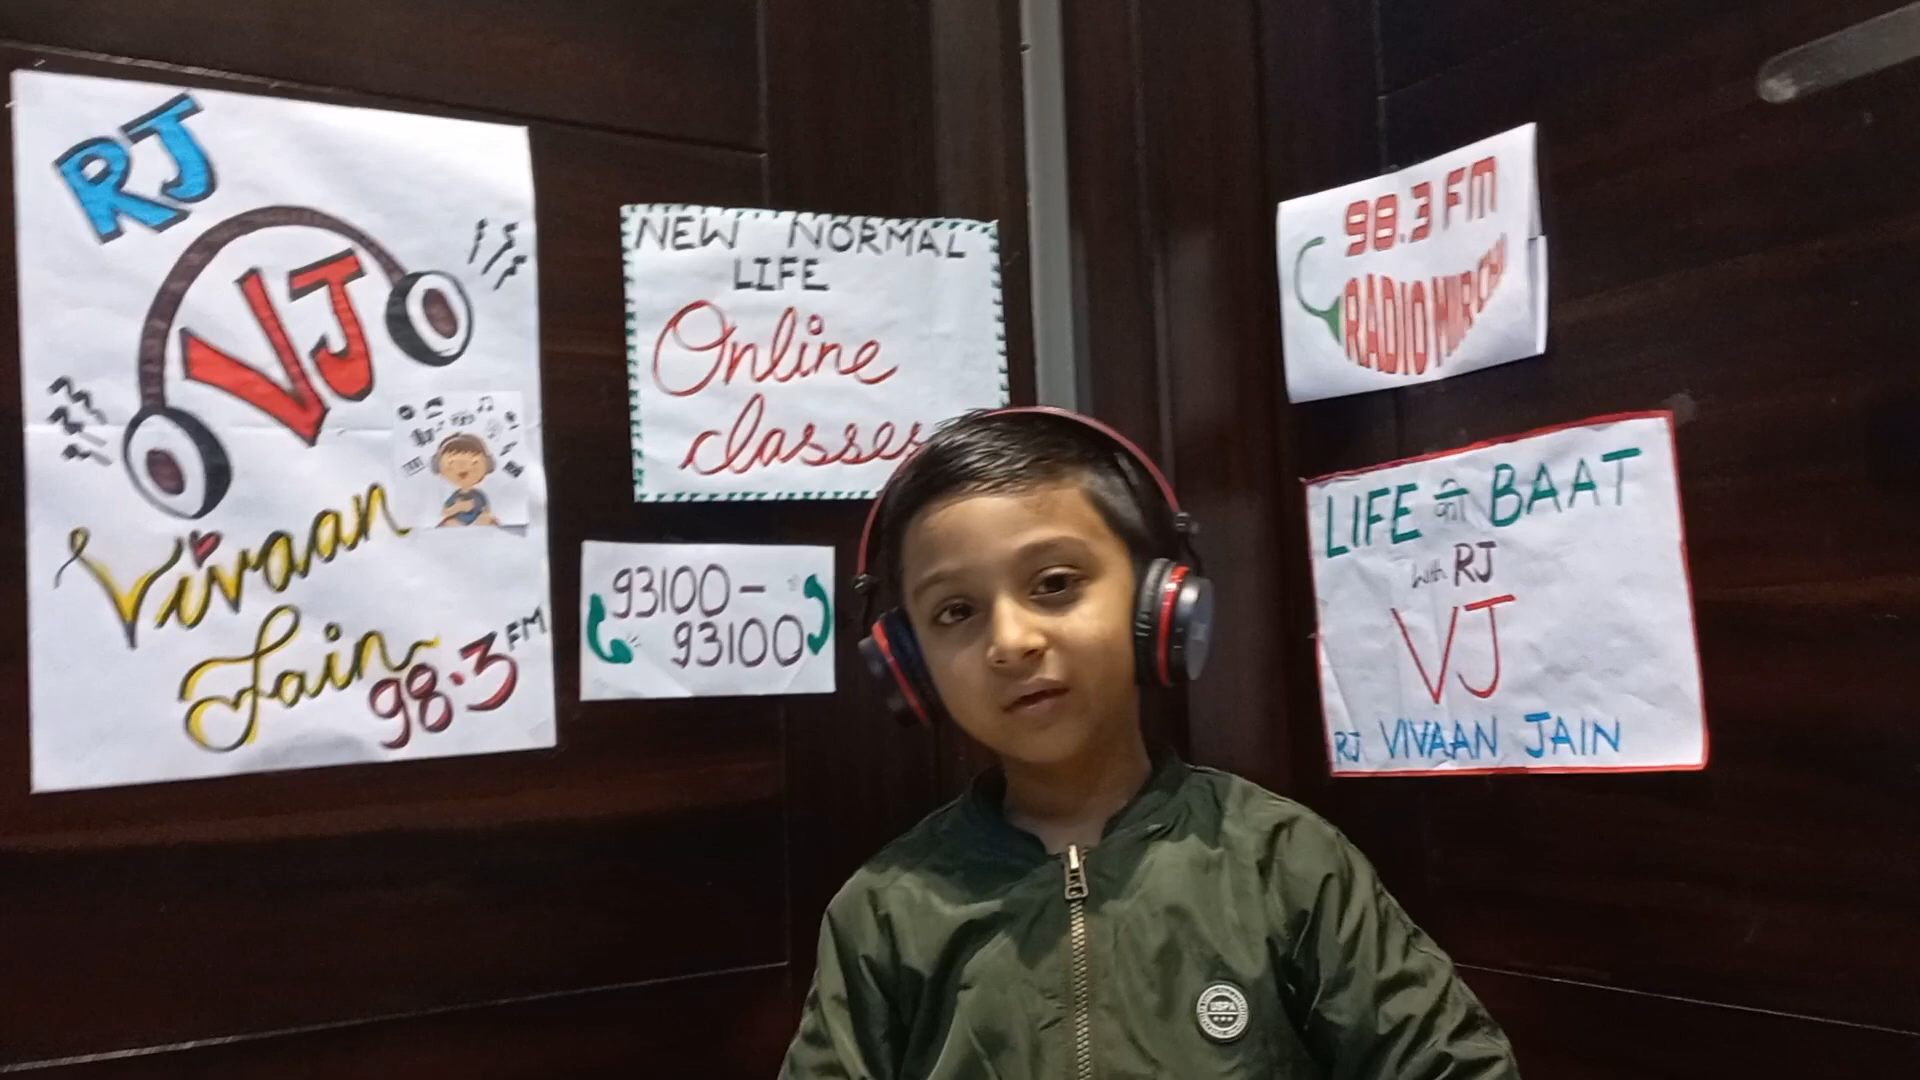 RJ
VJ
Vivaan
Jain
98.3 FM
NEW NORMAL
LIFE
Online
classes
93100-
93100
98.3 FM
RADIO MIRCHI
LIFE की BAAT
with RJ
VJ
RJ VIVAAN JAIN
USPA